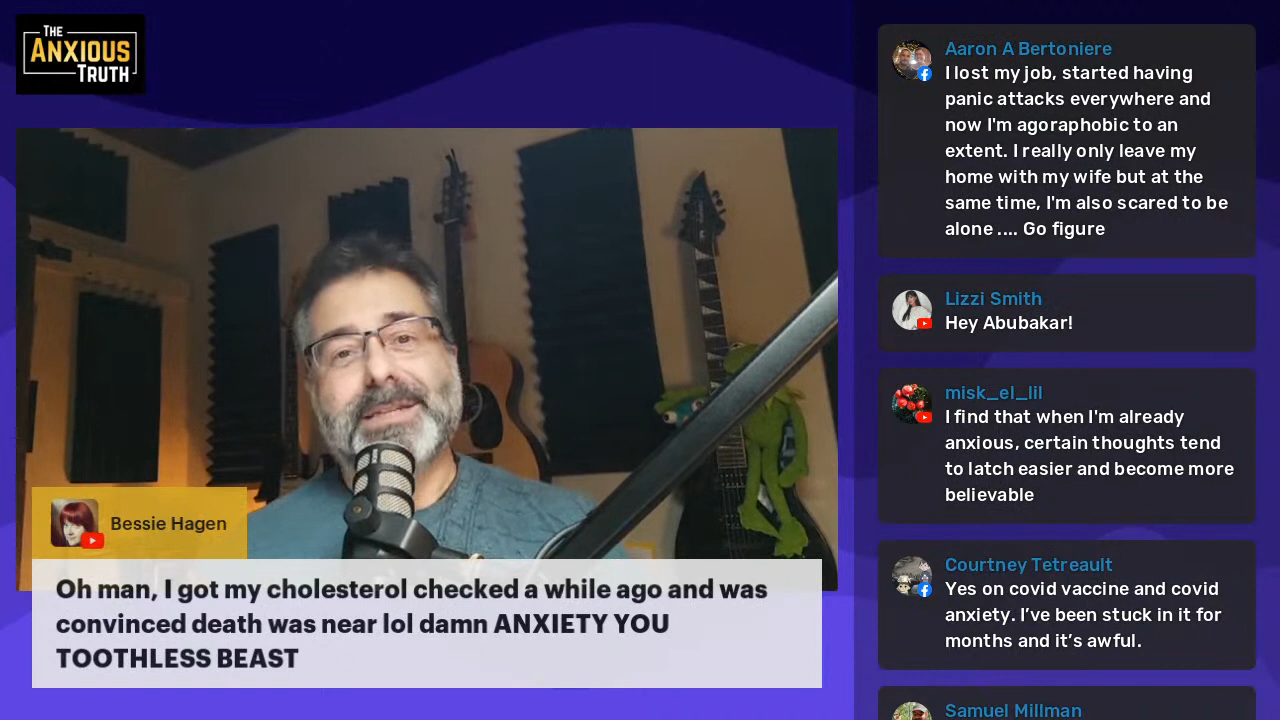 THE
ANXIOUS
TRUTH
Bessie Hagen
Oh man, I got my cholesterol checked a while ago and was
convinced death was near lol damn ANXIETY YOU
TOOTHLESS BEAST
Aaron A Bertoniere
I lost my job, started having
panic attacks everywhere and
now I'm agoraphobic to an
extent. I really only leave my
home with my wife but at the
same time, I'm also scared to be
alone .... Go figure
Lizzi Smith
Hey Abubakar!
misk_el_lil
I find that when I'm already
anxious, certain thoughts tend
to latch easier and become more
believable
Courtney Tetreault
Yes on covid vaccine and covid
anxiety. I’ve been stuck in it for
months and it’s awful.
Samuel Millman